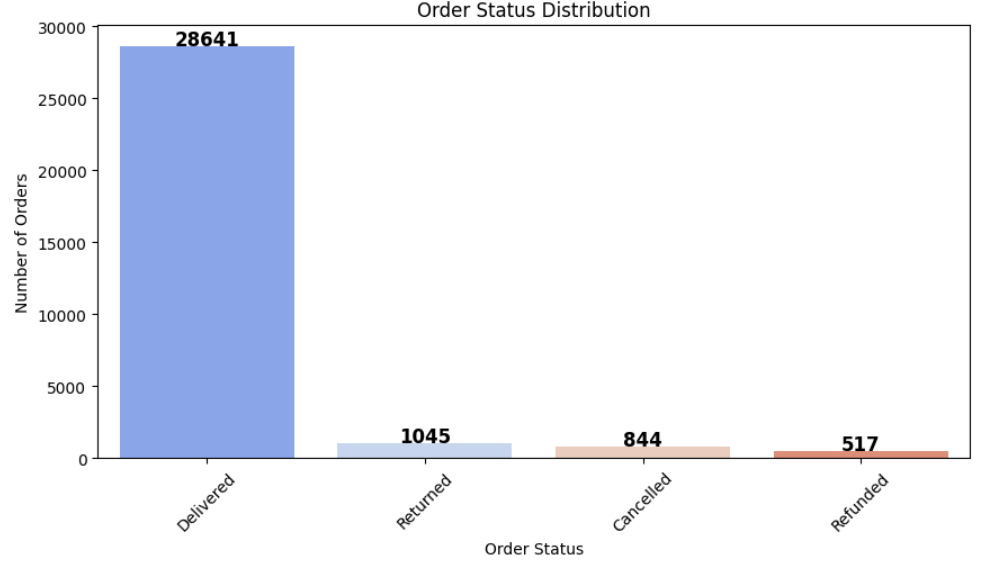 Order Status Distribution
30000
25000
20000
15000
10000
5000
0
Number of Orders
28641
1045
844
517
Delivered
Returned
Cancelled
Refunded
Order Status